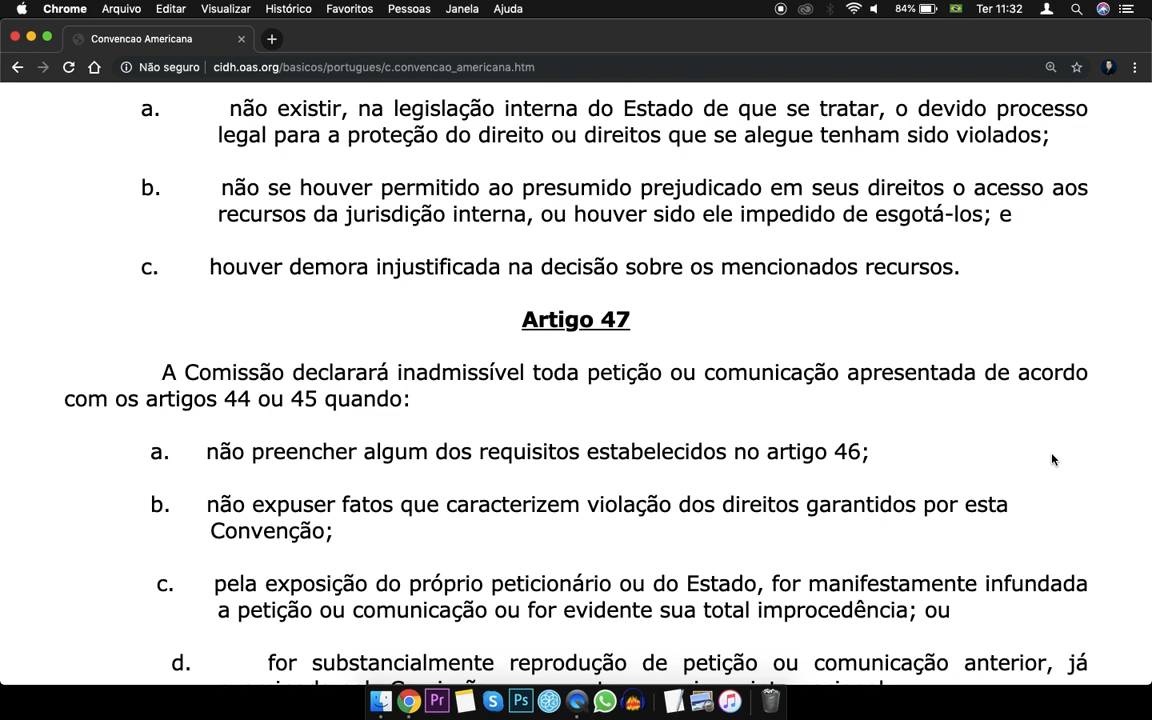 Chrome Arquivo Editar Visualizar Histórico Favoritos Pessoas Janela Ajuda 84% Ter 11:32
Convencao Americana
Não seguro cidh.oas.org/basicos/portugues/c.convencao_americana.htm
a. não existir, na legislação interna do Estado de que se tratar, o devido processo
legal para a proteção do direito ou direitos que se alegue tenham sido violados;
b. não se houver permitido ao presumido prejudicado em seus direitos o acesso aos
recursos da jurisdição interna, ou houver sido ele impedido de esgotá-los; e
c. houver demora injustificada na decisão sobre os mencionados recursos.
Artigo 47
A Comissão declarará inadmissível toda petição ou comunicação apresentada de acordo
com os artigos 44 ou 45 quando:
a. não preencher algum dos requisitos estabelecidos no artigo 46;
b. não expuser fatos que caracterizem violação dos direitos garantidos por esta
Convenção;
c. pela exposição do próprio peticionário ou do Estado, for manifestamente infundada
a petição ou comunicação ou for evidente sua total improcedência; ou
d. for substancialmente reprodução de petição ou comunicação anterior, já
Pr Ps